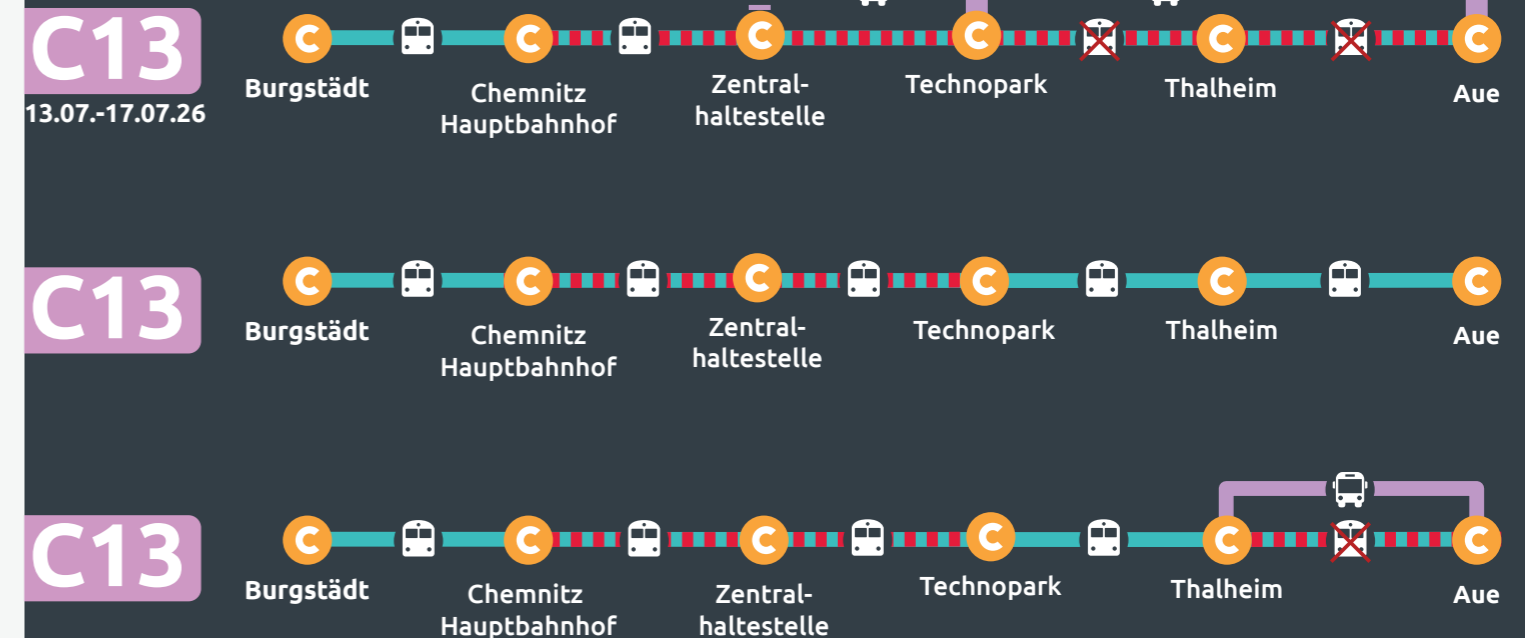 C13
13.07.-17.07.26
C C C C C C
Burgstädt
Chemnitz
Hauptbahnhof
Zentral-
haltestelle
Technopark
Thalheim
Aue
C13
C C C C C C
Burgstädt
Chemnitz
Hauptbahnhof
Zentral-
haltestelle
Technopark
Thalheim
Aue
C13
C C C C C C
Burgstädt
Chemnitz
Hauptbahnhof
Zentral-
haltestelle
Technopark
Thalheim
Aue